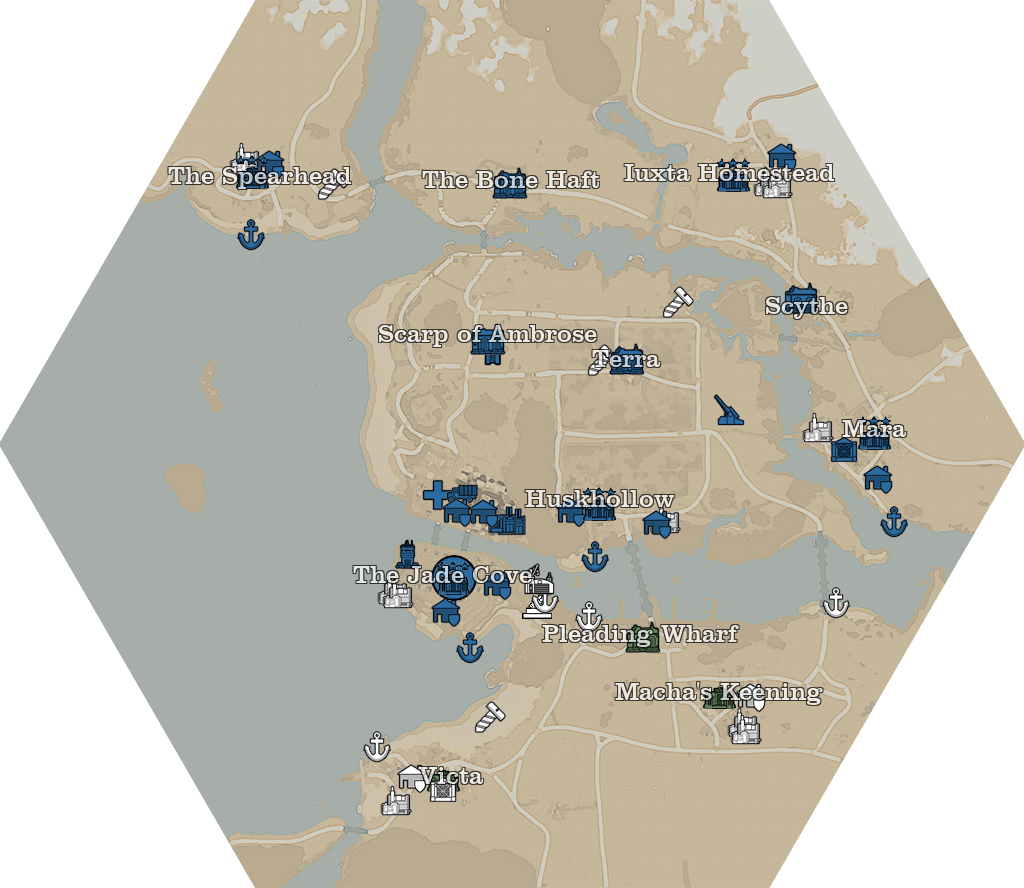 The Spearhead
The Bone Haft
Iuxta Homestead
Scythe
Scarp of Ambrose
Terra
Mara
Huskhollow
The Jade Cove
Pleading Wharf
Macha's Keening
Victa